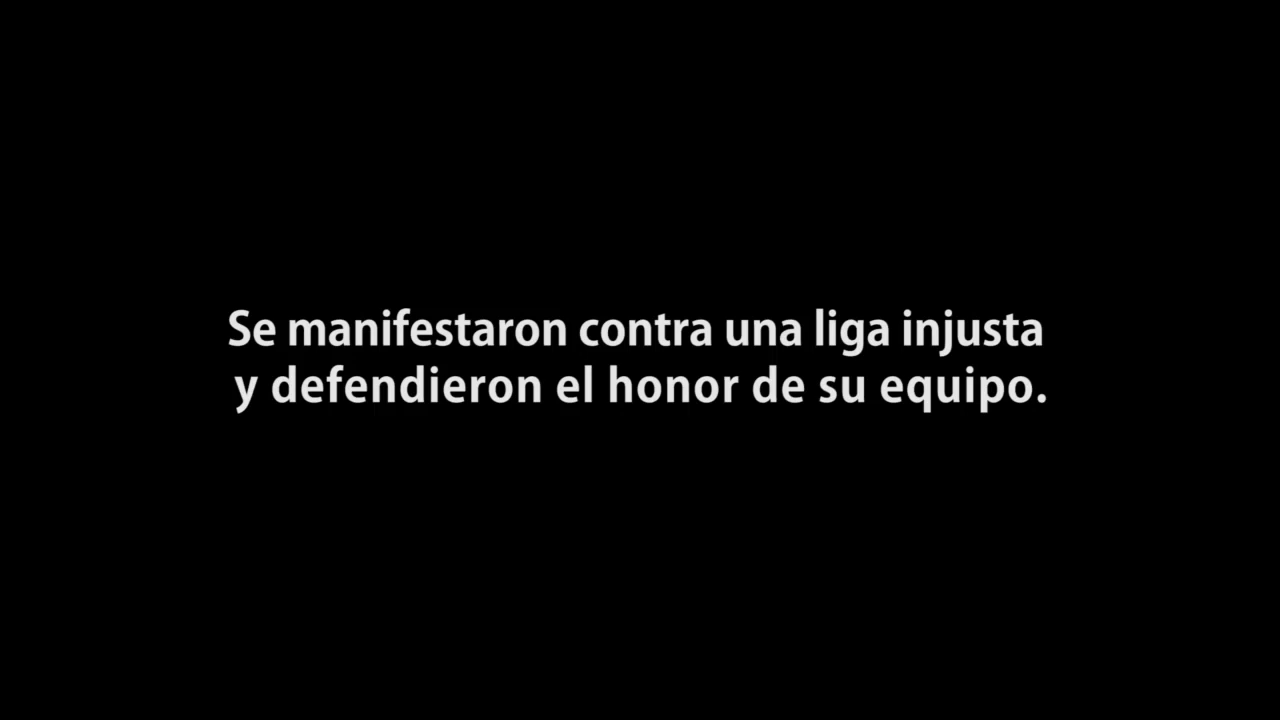 Se manifestaron contra una liga injusta
y defendieron el honor de su equipo.